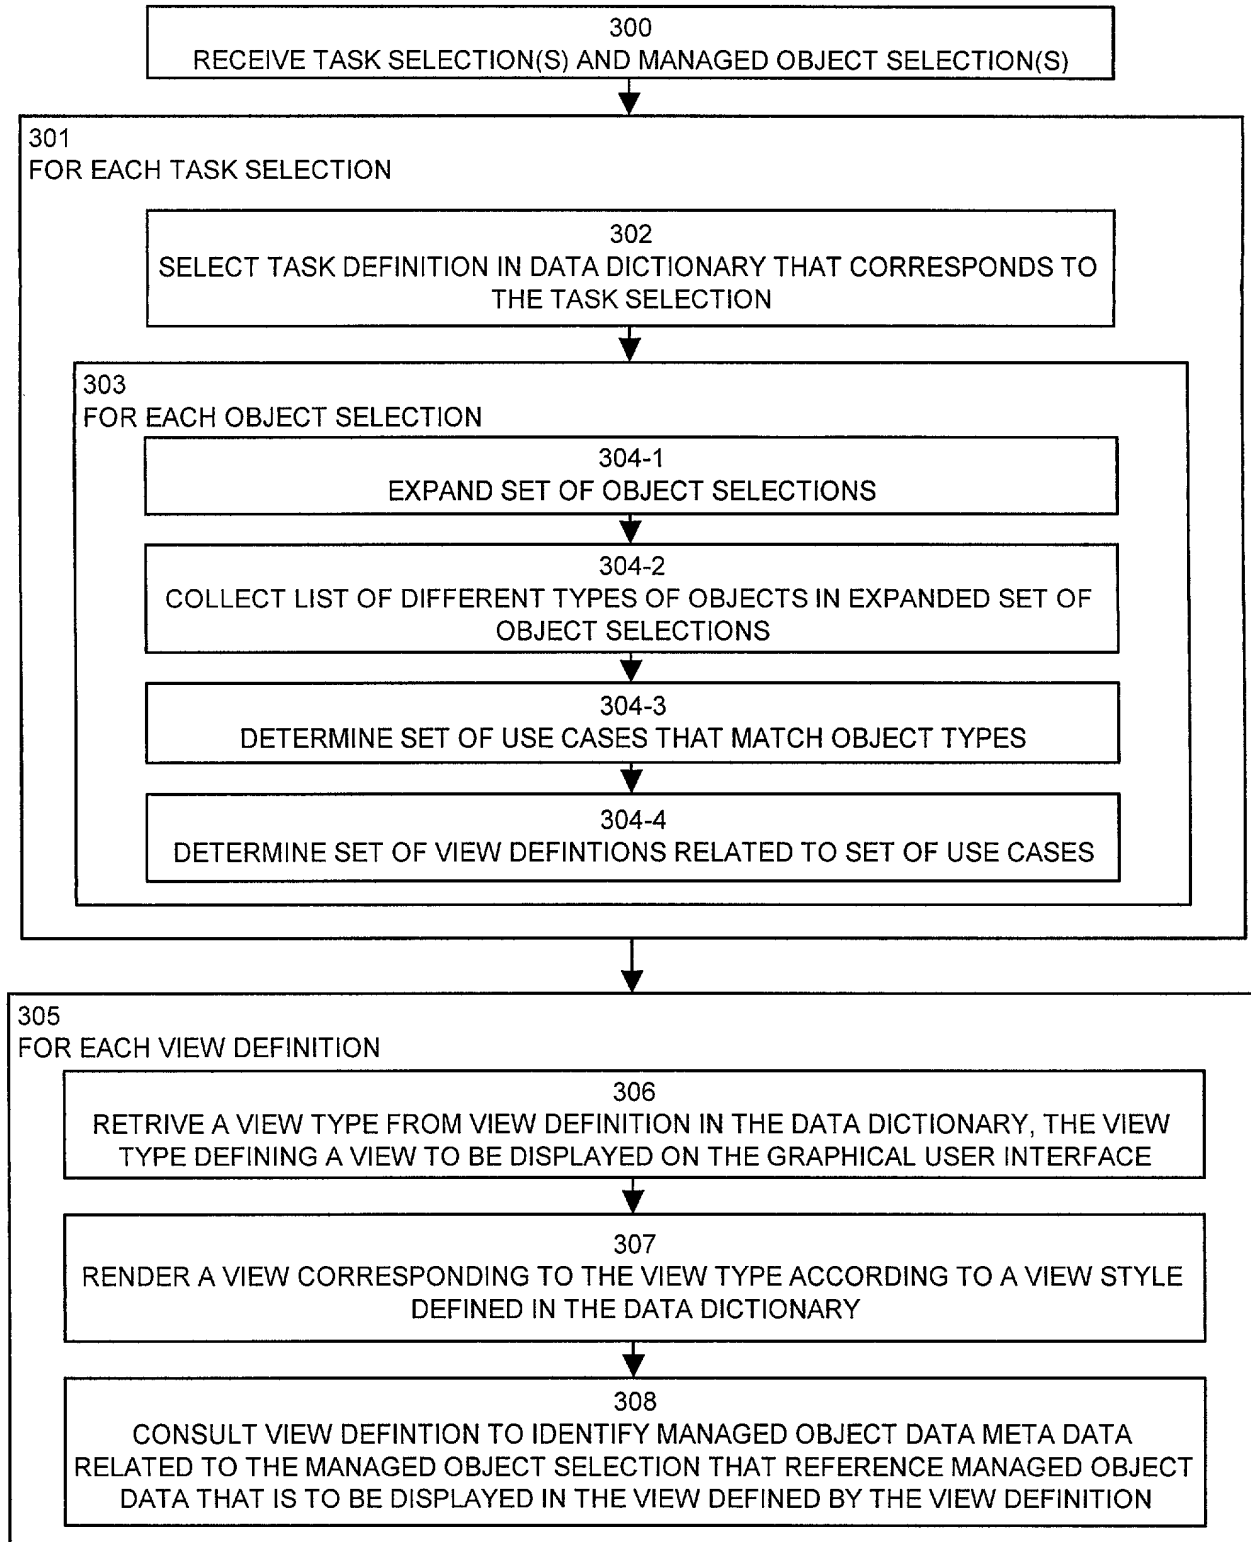 300
RECEIVE TASK SELECTION(S) AND MANAGED OBJECT SELECTION(S)
301
FOR EACH TASK SELECTION
302
SELECT TASK DEFINITION IN DATA DICTIONARY THAT CORRESPONDS TO
THE TASK SELECTION
303
FOR EACH OBJECT SELECTION
304-1
EXPAND SET OF OBJECT SELECTIONS
304-2
COLLECT LIST OF DIFFERENT TYPES OF OBJECTS IN EXPANDED SET OF
OBJECT SELECTIONS
304-3
DETERMINE SET OF USE CASES THAT MATCH OBJECT TYPES
304-4
DETERMINE SET OF VIEW DEFINTIONS RELATED TO SET OF USE CASES
305
FOR EACH VIEW DEFINITION
306
RETRIVE A VIEW TYPE FROM VIEW DEFINITION IN THE DATA DICTIONARY, THE VIEW
TYPE DEFINING A VIEW TO BE DISPLAYED ON THE GRAPHICAL USER INTERFACE
307
RENDER A VIEW CORRESPONDING TO THE VIEW TYPE ACCORDING TO A VIEW STYLE
DEFINED IN THE DATA DICTIONARY
308
CONSULT VIEW DEFINTION TO IDENTIFY MANAGED OBJECT DATA META DATA
RELATED TO THE MANAGED OBJECT SELECTION THAT REFERENCE MANAGED OBJECT
DATA THAT IS TO BE DISPLAYED IN THE VIEW DEFINED BY THE VIEW DEFINITION